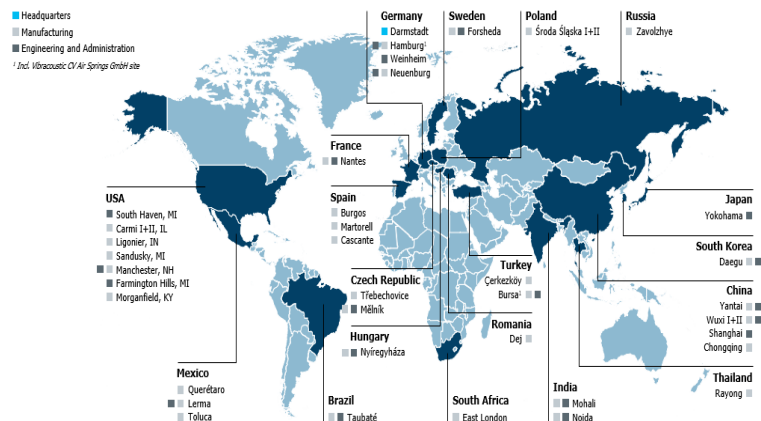 Headquarters
Manufacturing
Engineering and Administration
¹ Incl. Vibracoustic CV Air Springs GmbH site
Germany
Darmstadt
Hamburg¹
Weinheim
Neuenburg
Sweden
Forsheda
Poland
Środa Śląska I+II
Russia
Zavolzhye
France
Nantes
USA
South Haven, MI
Carmi I+II, IL
Ligonier, IN
Sandusky, MI
Manchester, NH
Farmington Hills, MI
Morganfield, KY
Spain
Burgos
Martorell
Cascante
Japan
Yokohama
South Korea
Daegu
Czech Republic
Třebechovice
Mělník
Turkey
Çerkezköy
Bursa¹
China
Yantai
Wuxi I+II
Shanghai
Chongqing
Hungary
Nyíregyháza
Romania
Dej
Mexico
Querétaro
Lerma
Toluca
Brazil
Taubaté
South Africa
East London
India
Mohali
Noida
Thailand
Rayong